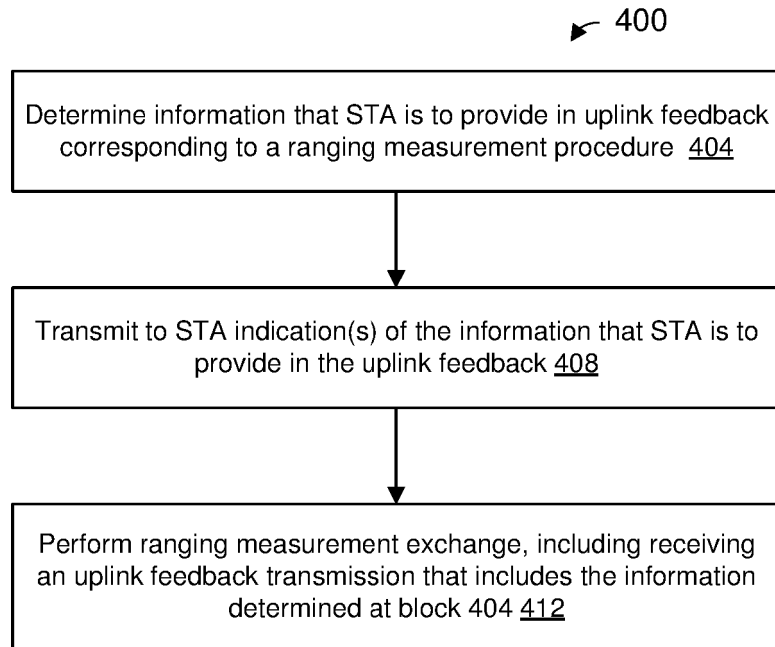 400
Determine information that STA is to provide in uplink feedback
corresponding to a ranging measurement procedure 404
Transmit to STA indication(s) of the information that STA is to
provide in the uplink feedback 408
Perform ranging measurement exchange, including receiving
an uplink feedback transmission that includes the information
determined at block 404 412